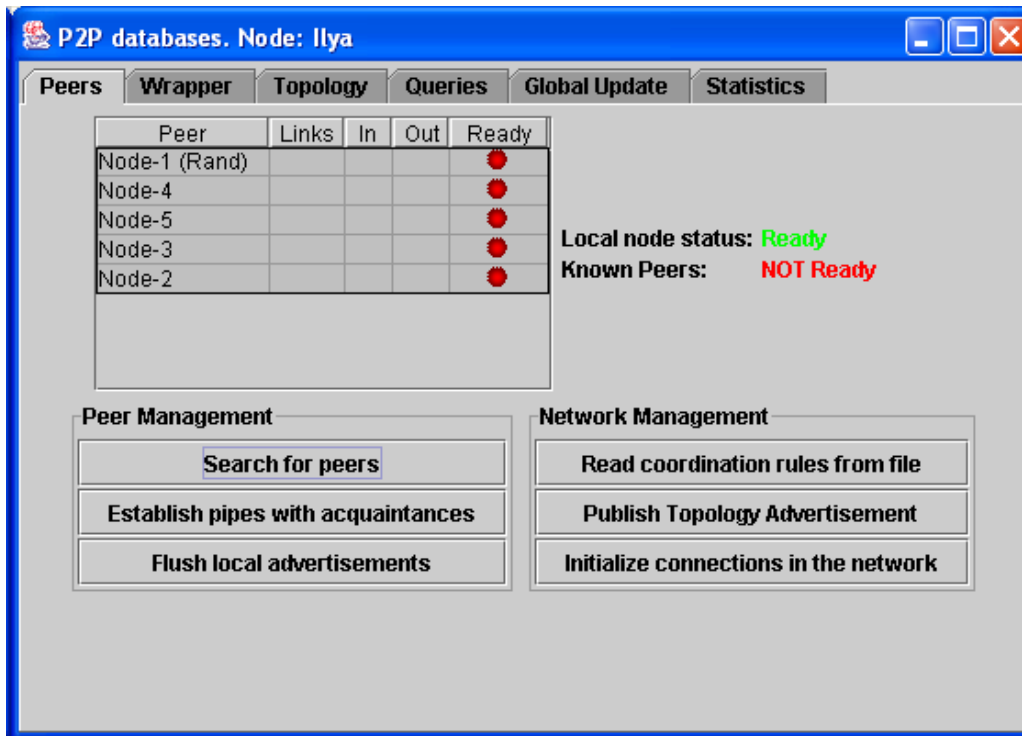 P2P databases. Node: Ilya
Peers Wrapper Topology Queries Global Update Statistics
Peer Links In Out Ready
Node-1 (Rand)
Node-4
Node-5
Node-3
Node-2
Local node status: Ready
Known Peers: NOT Ready
Peer Management
Search for peers
Establish pipes with acquaintances
Flush local advertisements
Network Management
Read coordination rules from file
Publish Topology Advertisement
Initialize connections in the network